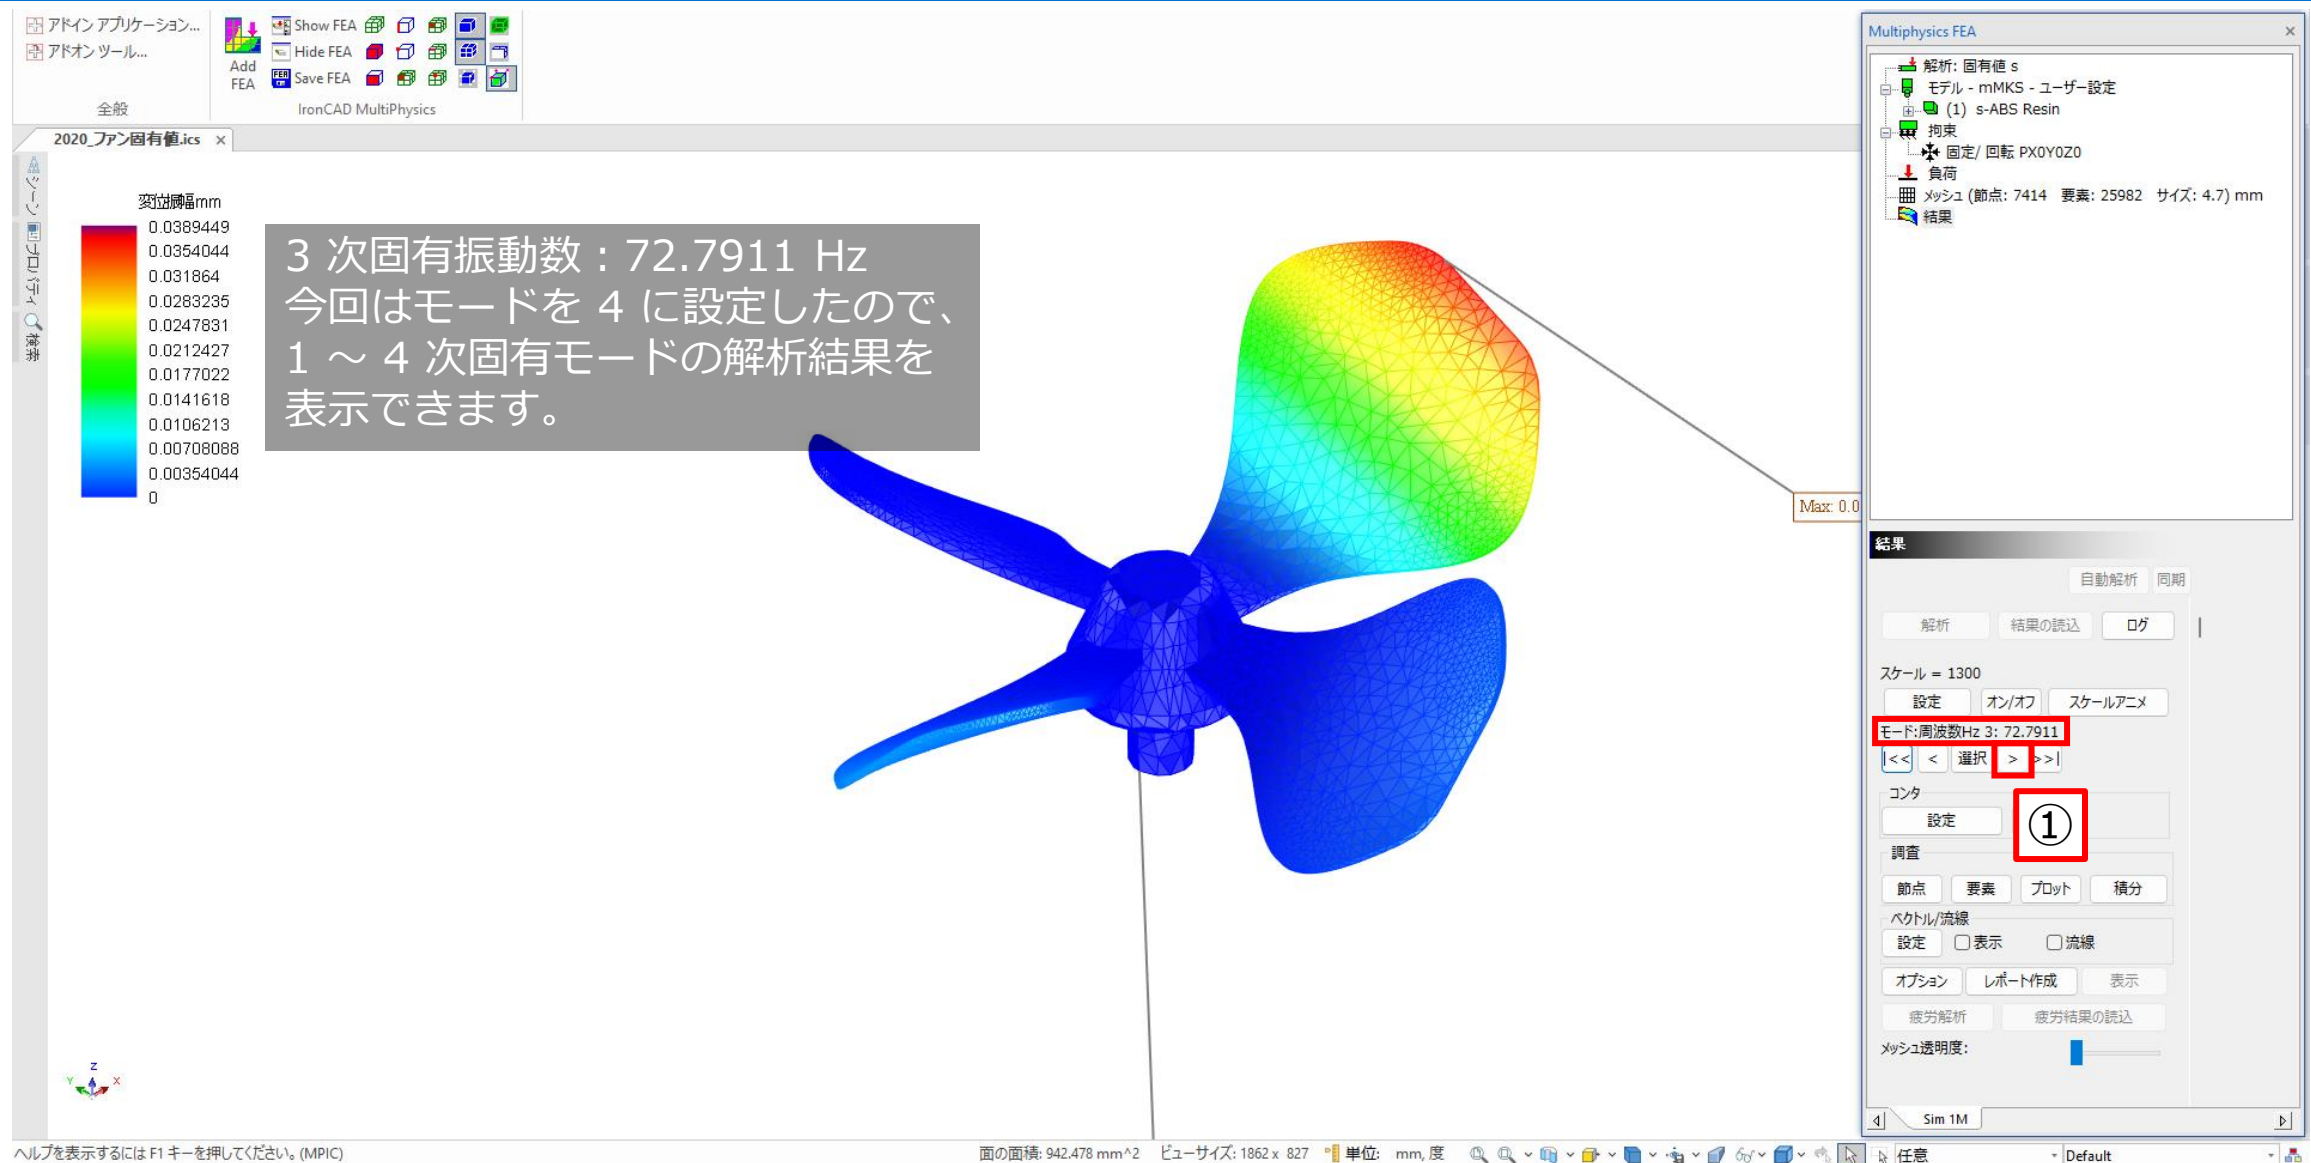 アドイン アプリケーション...
アドオン ツール...
全般
Add
FEA
Show FEA
Hide FEA
Save FEA
IronCAD MultiPhysics
2020_ファン固有値.ics ×
シーン
プロパティ
検索
変位振幅mm
0.0389449
0.0354044
0.031864
0.0283235
0.0247831
0.0212427
0.0177022
0.0141618
0.0106213
0.00708088
0.00354044
0
3 次固有振動数：72.7911 Hz
今回はモードを 4 に設定したので、
1 ～ 4 次固有モードの解析結果を
表示できます。
Max: 0.0
Z
Y X
Multiphysics FEA ×
解析: 固有値 s
モデル - mMKS - ユーザー設定
(1) s-ABS Resin
拘束
固定/ 回転 PX0Y0Z0
負荷
メッシュ (節点: 7414 要素: 25982 サイズ: 4.7) mm
結果
結果
自動解析 同期
解析 結果の読込 ログ
スケール = 1300
設定 オン/オフ スケールアニメ
モード:周波数Hz 3: 72.7911
|<< < 選択 > >>|
コンタ
設定
①
調査
節点 要素 プロット 積分
ベクトル/流線
設定 表示 流線
オプション レポート作成 表示
疲労解析 疲労結果の読込
メッシュ透明度:
Sim 1M
ヘルプを表示するには F1 キーを押してください。(MPIC)
面の面積: 942.478 mm^2 ビューサイズ: 1862 x 827 単位: mm, 度 任意 Default